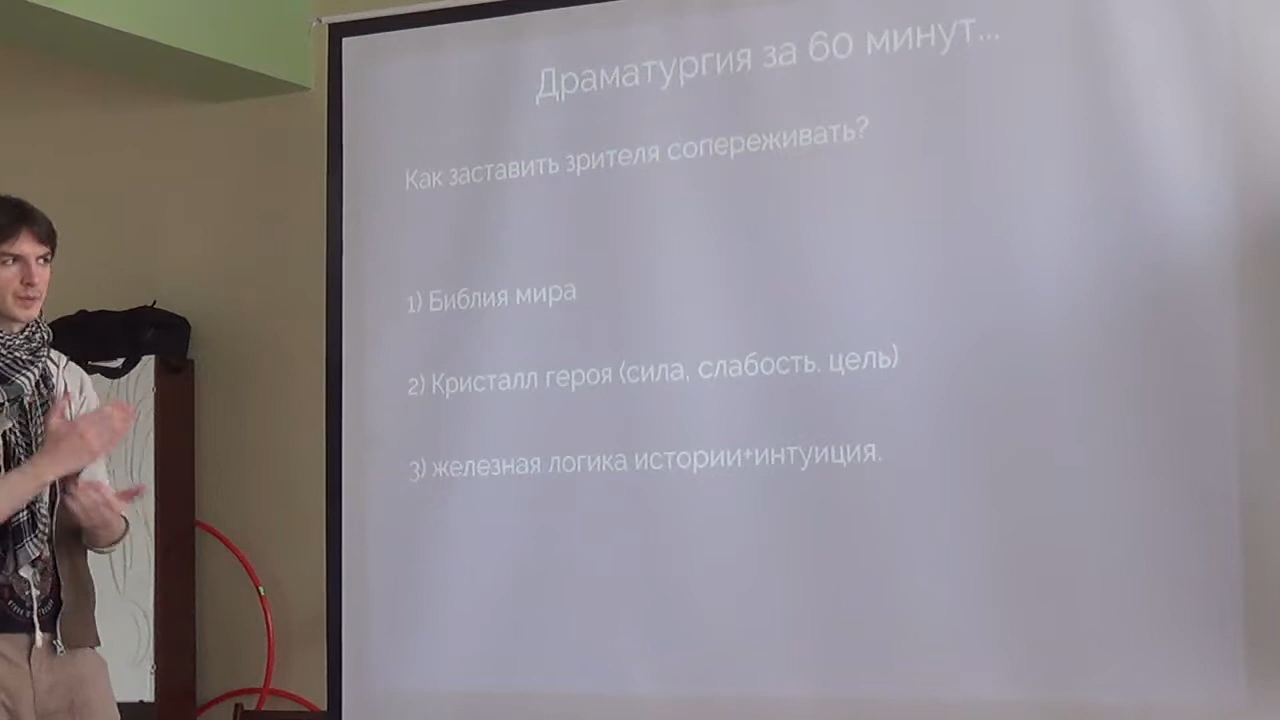 Драматургия за 60 минут...
Как заставить зрителя сопереживать?
1) Библия мира
2) Кристалл героя (сила, слабость. цель)
3) железная логика истории+интуиция.